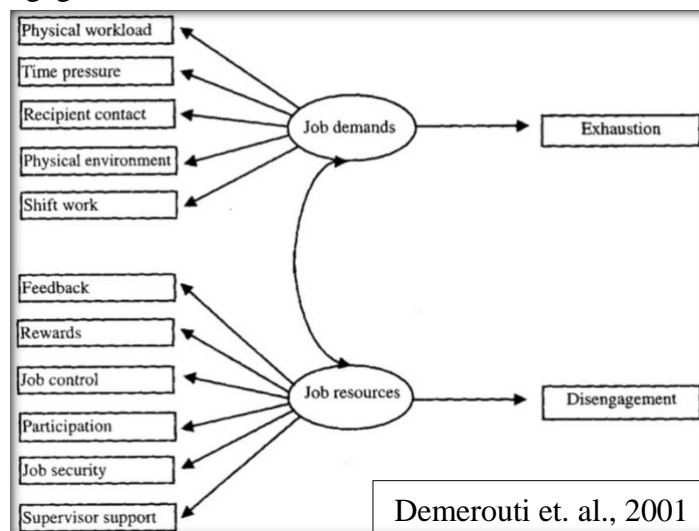 Physical workload
Time pressure
Recipient contact
Physical environment
Shift work
Job demands
Exhaustion
Feedback
Rewards
Job control
Participation
Job security
Supervisor support
Job resources
Disengagement
Demerouti et. al., 2001